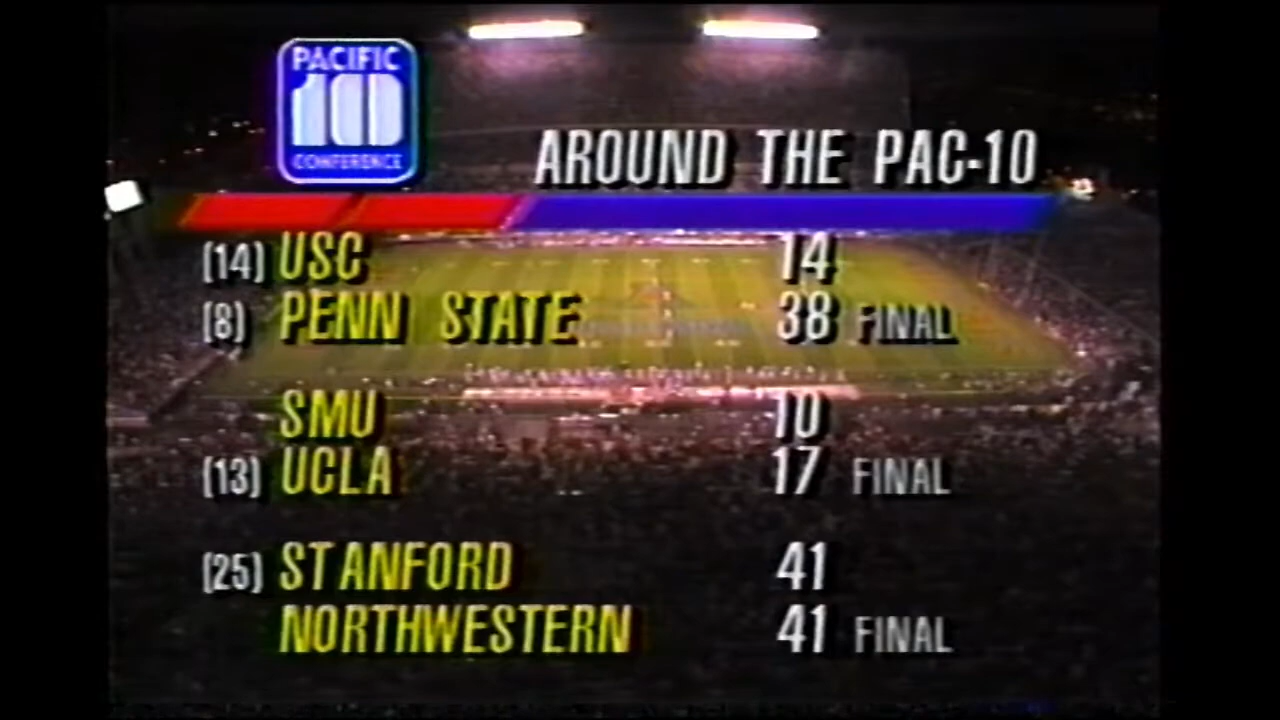 PACIFIC
10
CONFERENCE
AROUND THE PAC-10
(14) USC 14
(8) PENN STATE 38 FINAL
SMU 10
(13) UCLA 17 FINAL
(25) STANFORD 41
NORTHWESTERN 41 FINAL